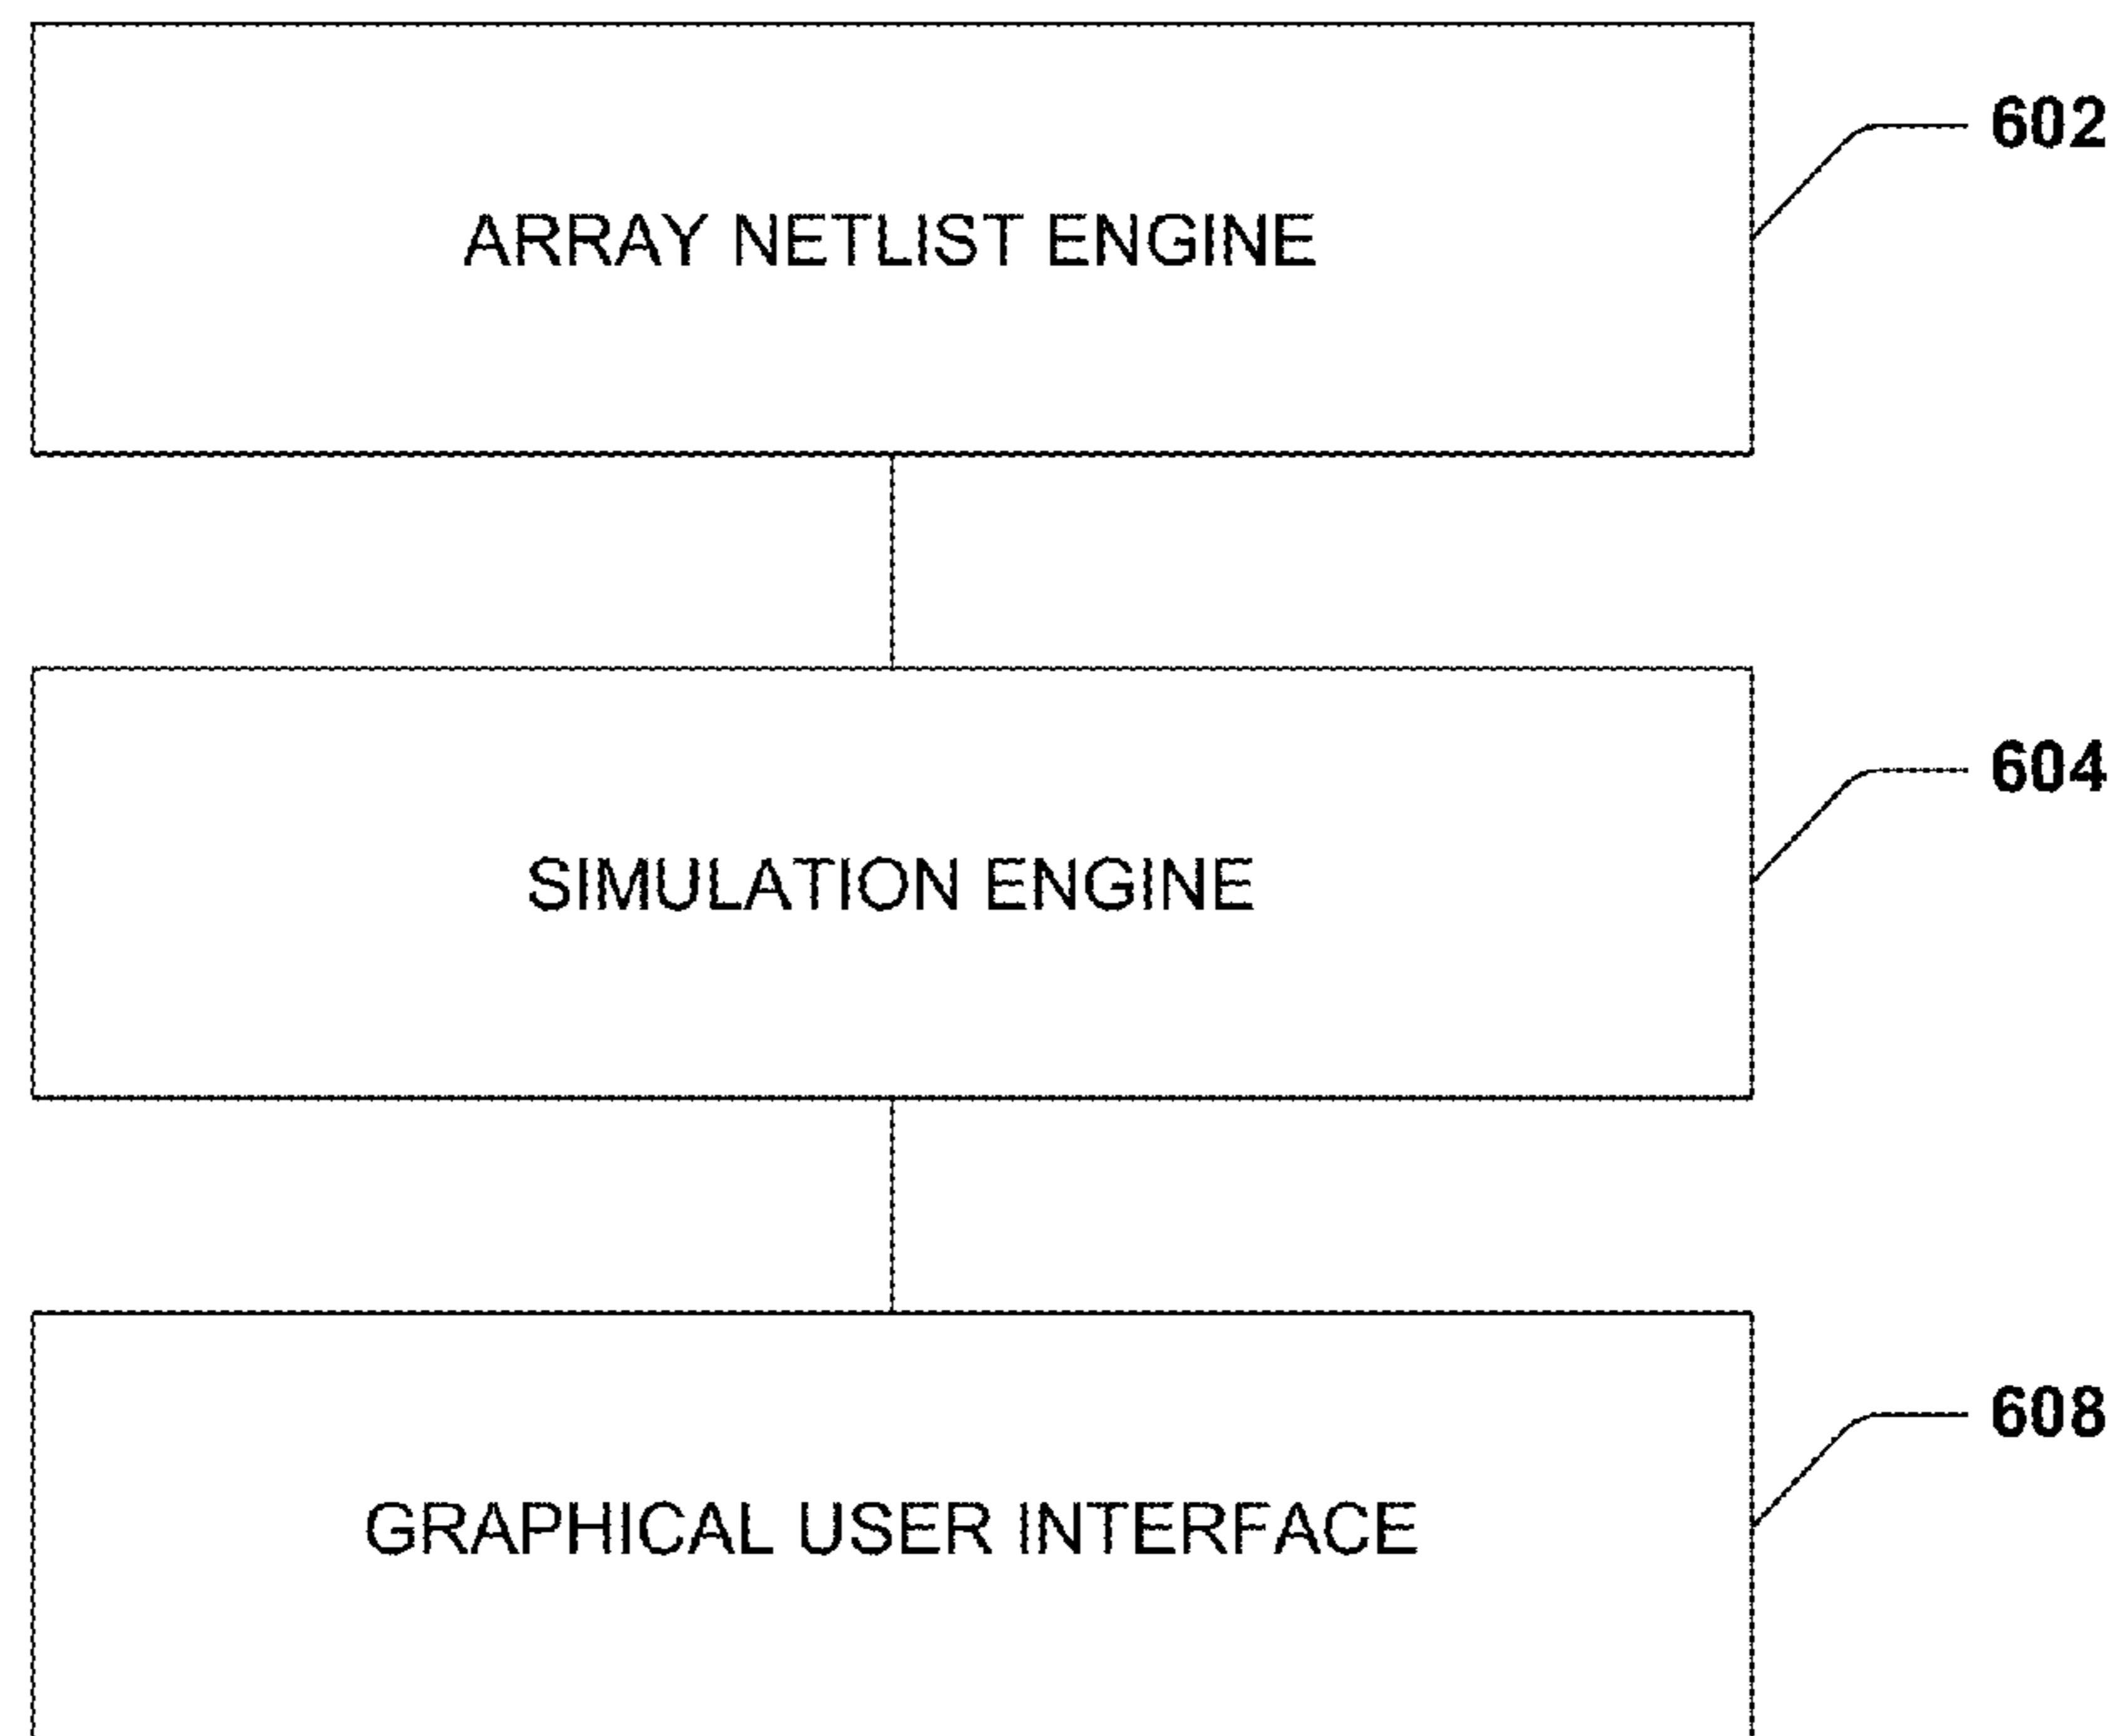 602
ARRAY NETLIST ENGINE
604
SIMULATION ENGINE
608
GRAPHICAL USER INTERFACE